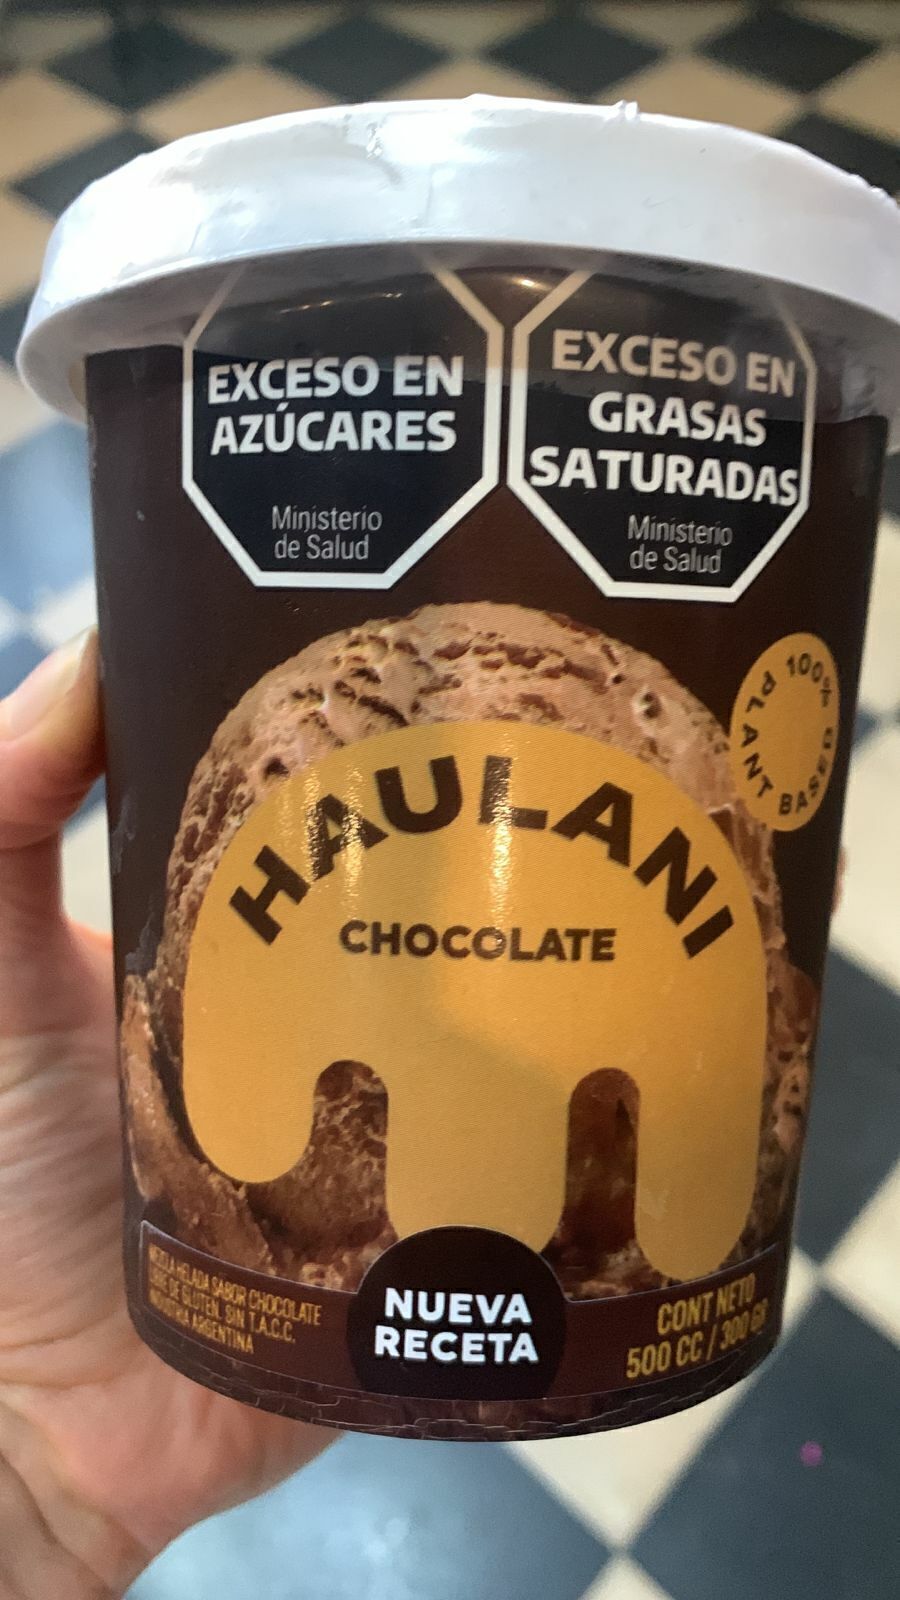 EXCESO EN
AZÚCARES
Ministerio
de Salud
EXCESO EN
GRASAS
SATURADAS
Ministerio
de Salud
100% PLANT BASED
HAULANI
CHOCOLATE
MEZCLA HELADA SABOR CHOCOLATE
LIBRE DE GLUTEN. SIN T.A.C.C.
INDUSTRIA ARGENTINA
NUEVA
RECETA
CONT NETO
500 CC / 300 GR